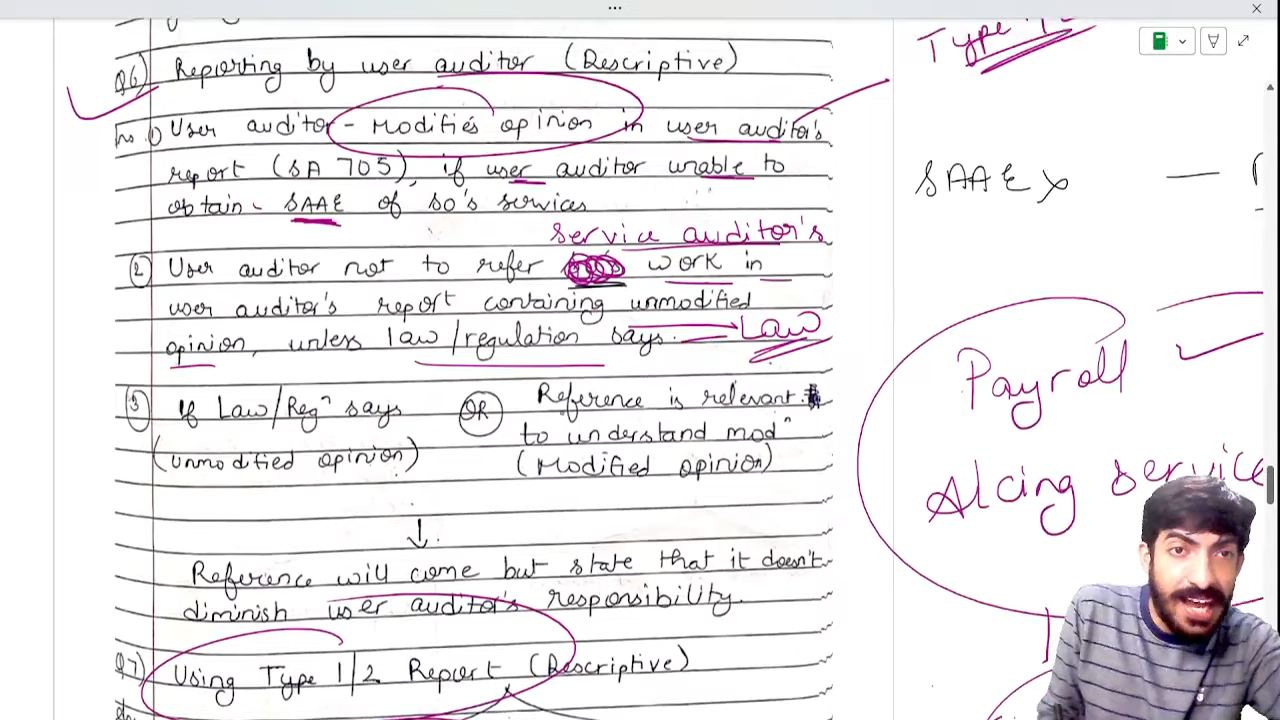 Type 1/2
Q6) Reporting by user auditor (Descriptive)
Ans. 1) User auditor - Modifies opinion in user auditor's
report (SA 705), if user auditor unable to
obtain - SAAE of SO's services
service auditor's
② User auditor not to refer work in
user auditor's report containing unmodified
opinion, unless law/regulation says. Law
③ If Law/Regⁿ says OR Reference is relevant
to understand modⁿ
(unmodified opinion) (Modified opinion)
↓
Reference will come but state that it doesn't
diminish user auditor's responsibility.
Q7) Using Type 1/2 Report (Descriptive)
SAAE x —
Payroll
A/cing service